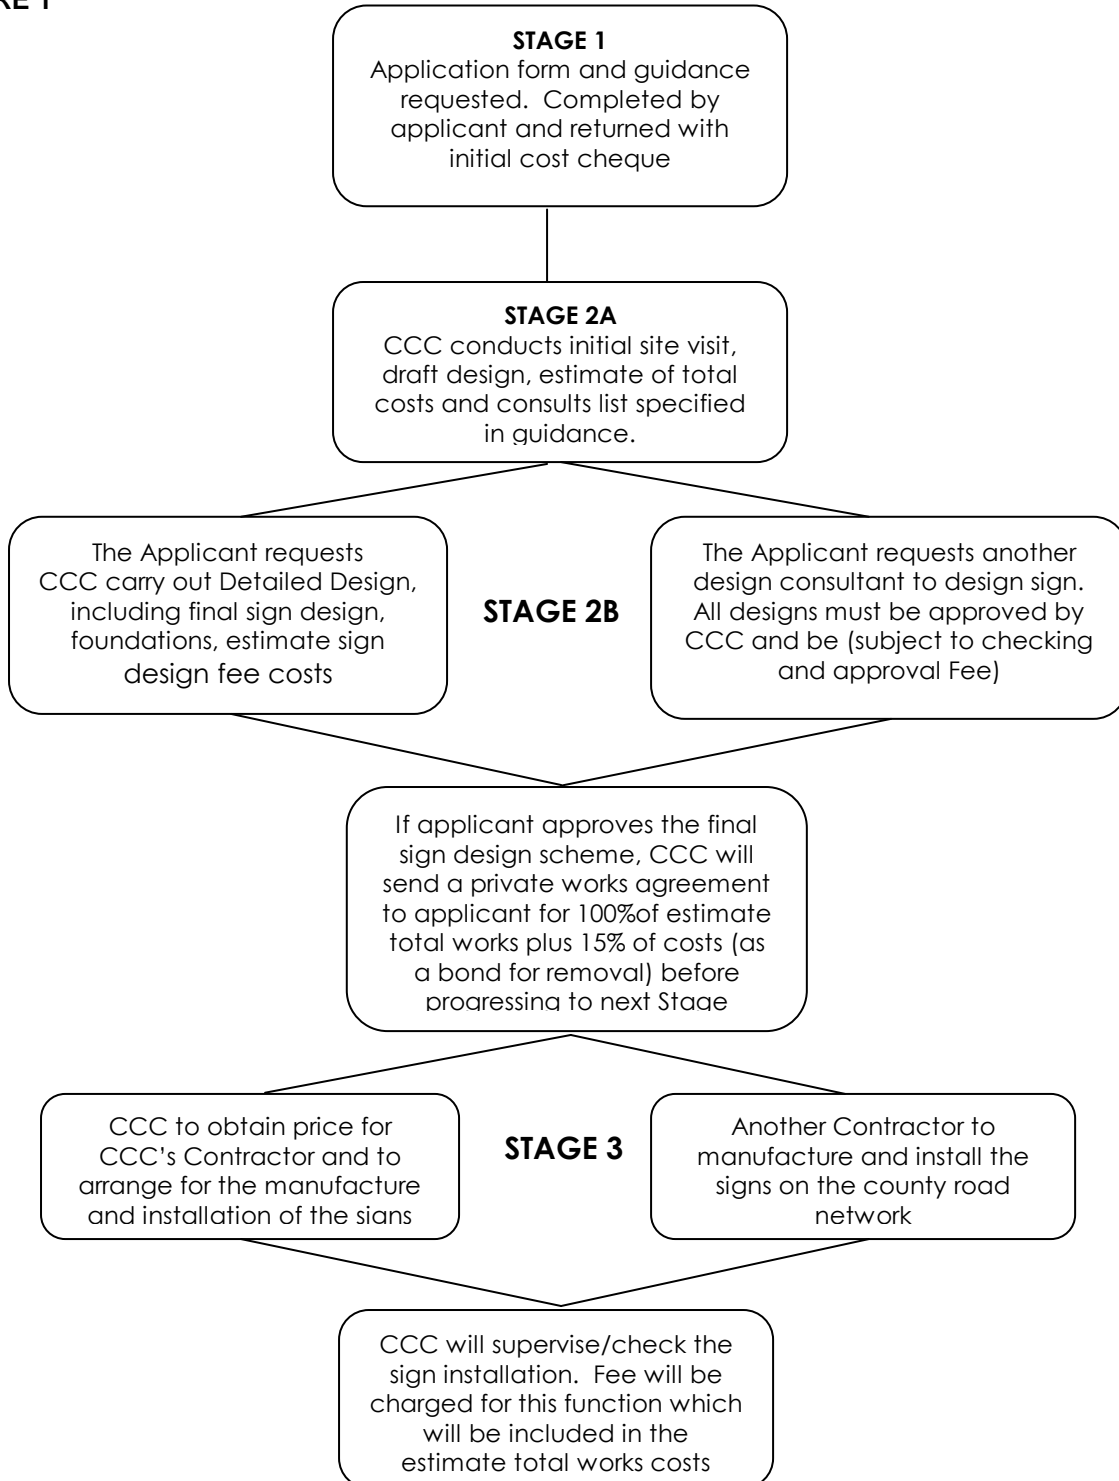 RE 1
STAGE 1
Application form and guidance
requested. Completed by
applicant and returned with
initial cost cheque
STAGE 2A
CCC conducts initial site visit,
draft design, estimate of total
costs and consults list specified
in guidance.
The Applicant requests
CCC carry out Detailed Design,
including final sign design,
foundations, estimate sign
design fee costs
STAGE 2B
The Applicant requests another
design consultant to design sign.
All designs must be approved by
CCC and be (subject to checking
and approval Fee)
If applicant approves the final
sign design scheme, CCC will
send a private works agreement
to applicant for 100%of estimate
total works plus 15% of costs (as
a bond for removal) before
progressing to next Stage
CCC to obtain price for
CCC's Contractor and to
arrange for the manufacture
and installation of the signs
STAGE 3
Another Contractor to
manufacture and install the
signs on the county road
network
CCC will supervise/check the
sign installation. Fee will be
charged for this function which
will be included in the
estimate total works costs